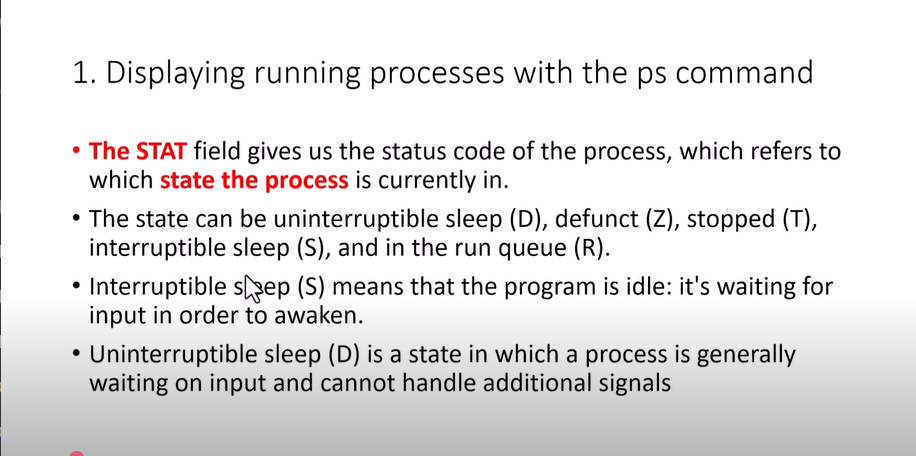 1. Displaying running processes with the ps command
• The STAT field gives us the status code of the process, which refers to
which state the process is currently in.
• The state can be uninterruptible sleep (D), defunct (Z), stopped (T),
interruptible sleep (S), and in the run queue (R).
• Interruptible sleep (S) means that the program is idle: it's waiting for
input in order to awaken.
• Uninterruptible sleep (D) is a state in which a process is generally
waiting on input and cannot handle additional signals